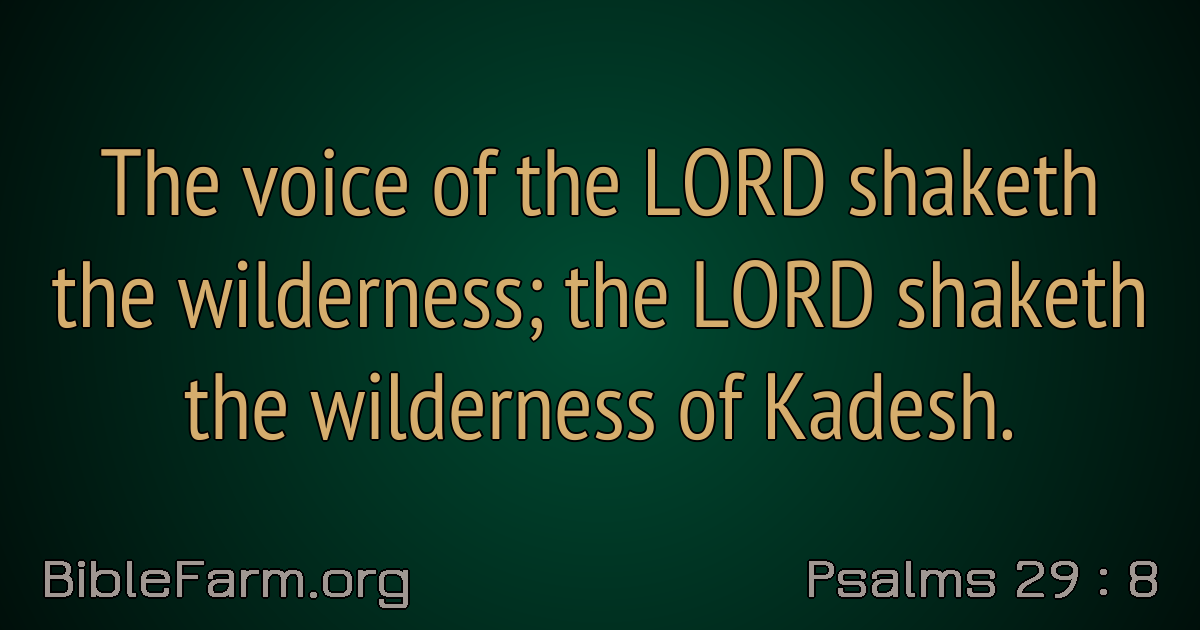 The voice of the LORD shaketh
the wilderness; the LORD shaketh
the wilderness of Kadesh.
BibleFarm.org
Psalms 29 : 8